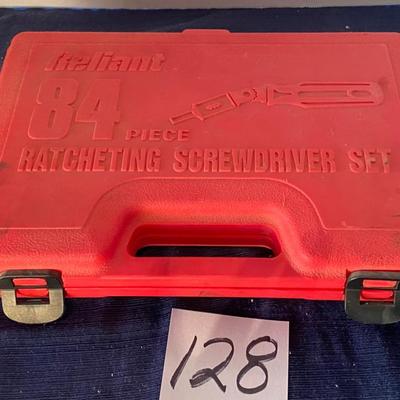 Reliant
84
PIECE
RATCHETING SCREWDRIVER SET
128